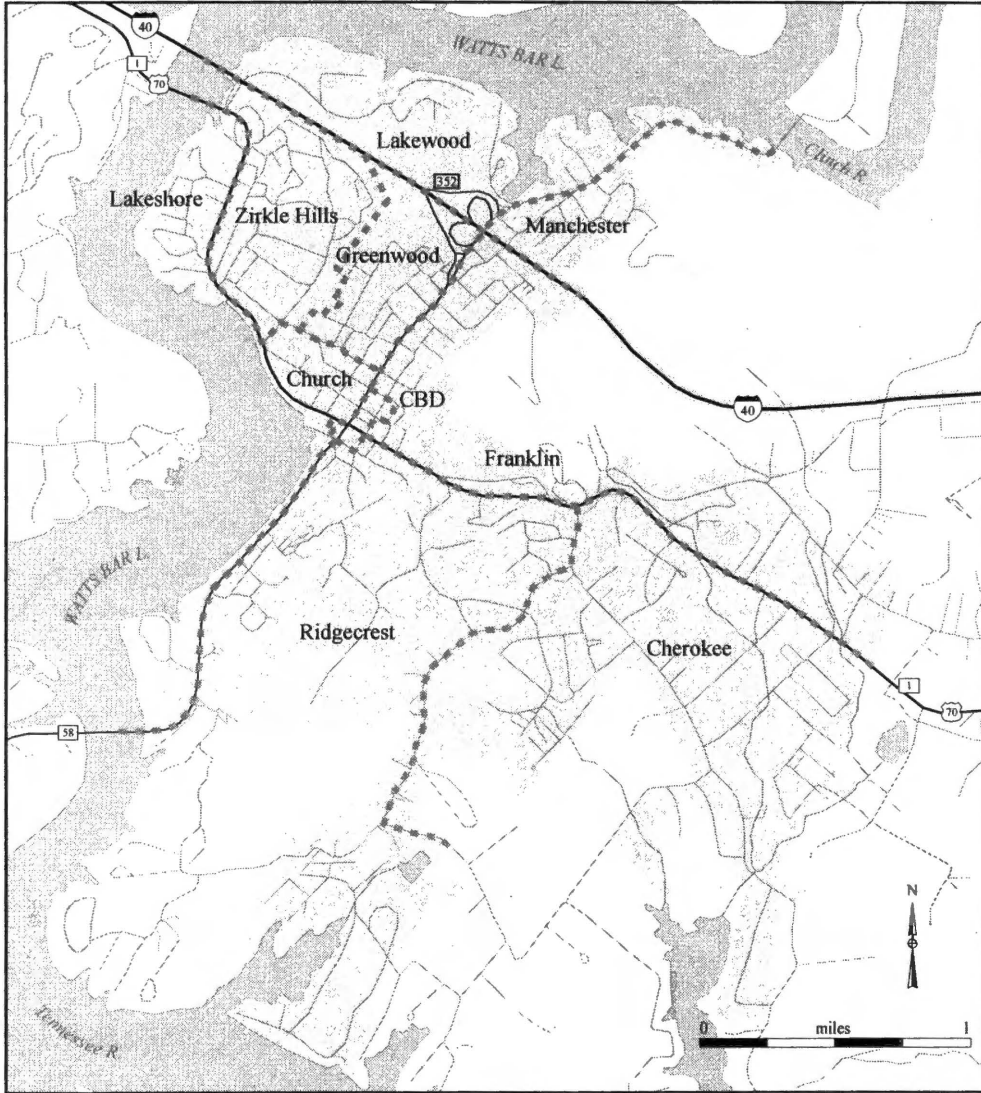 40
WATTS BAR L.
1
70
Lakewood
352
Clinch R.
Lakeshore
Zirkle Hills
Manchester
Greenwood
Church
CBD
40
Franklin
WATTS BAR L.
Ridgecrest
Cherokee
1
70
58
N
0 miles 1
Tennessee R.